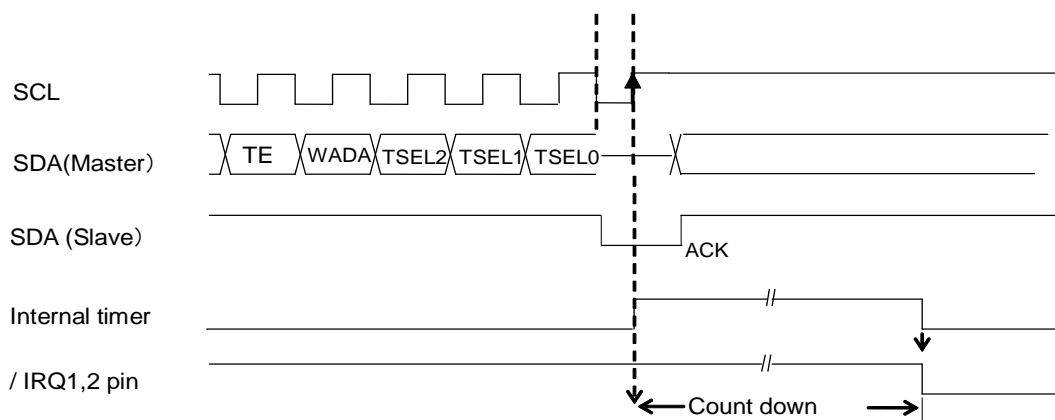 SCL
SDA(Master）
TE
WADA
TSEL2
TSEL1
TSEL0
SDA (Slave）
ACK
Internal timer
//
/ IRQ1,2 pin
//
Count down